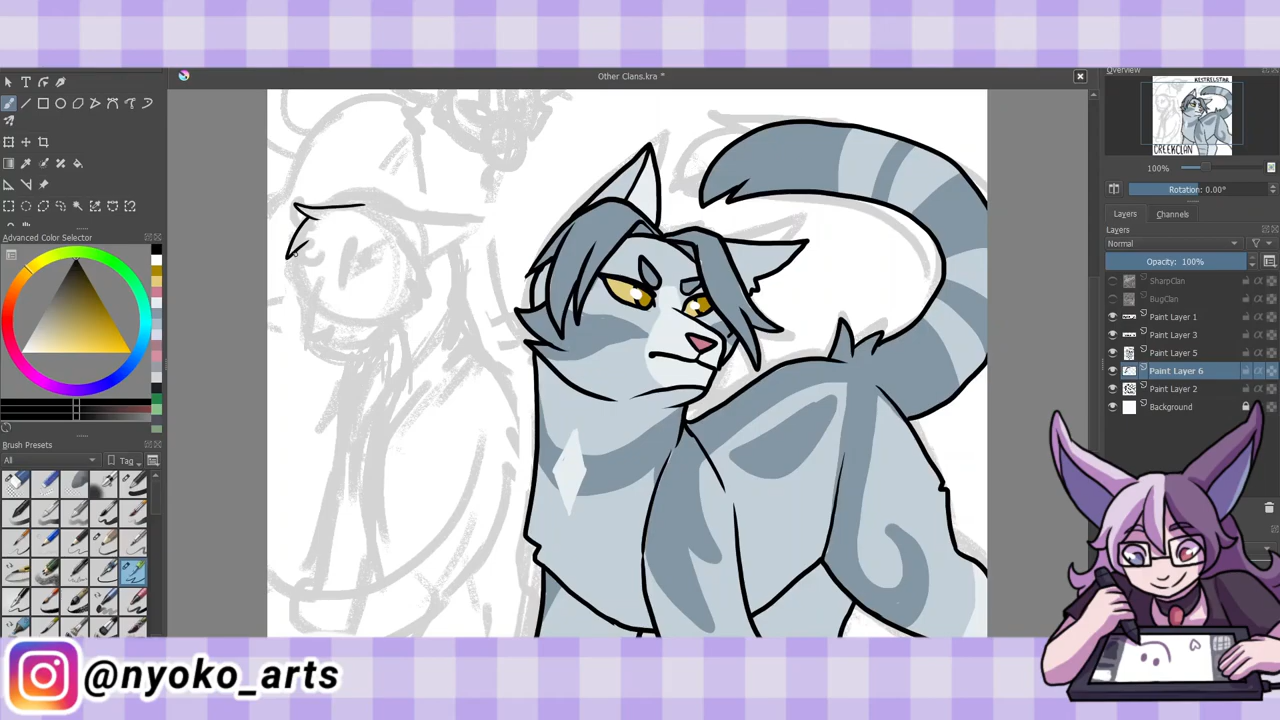 Other Clans.kra *
Overview
KESTRELSTAR
CREEKCLAN
100%
Rotation: 0.00°
Layers
Channels
Layers
Normal
Opacity: 100%
SharpClan
BugClan
Paint Layer 1
Paint Layer 3
Paint Layer 5
Paint Layer 6
Paint Layer 2
Background
Advanced Color Selector
Brush Presets
All
Tag
@nyoko_arts